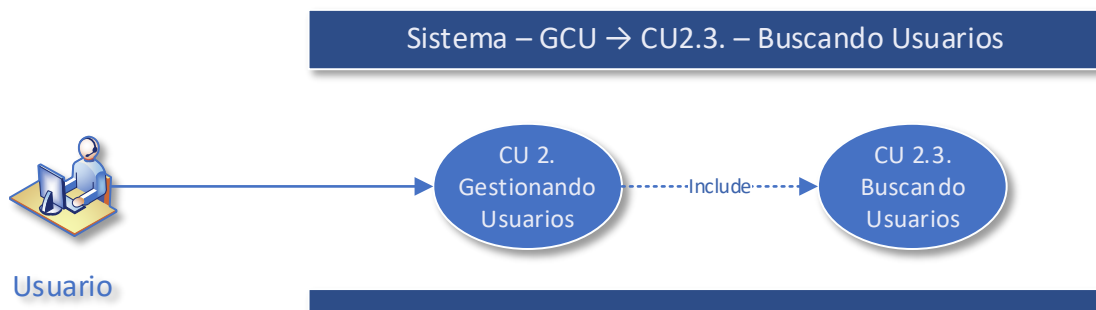 Sistema – GCU → CU2.3. – Buscando Usuarios
CU 2.
Gestionando
Usuarios
Include
CU 2.3.
Buscando
Usuarios
Usuario